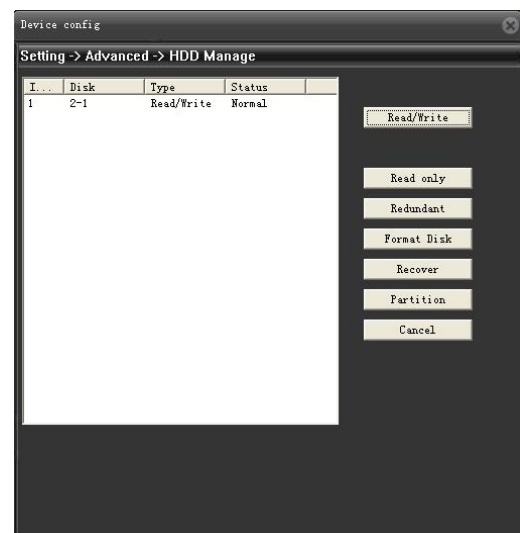 Device config
Setting -> Advanced -> HDD Manage
I... Disk Type Status
1 2-1 Read/Write Normal
Read/Write
Read only
Redundant
Format Disk
Recover
Partition
Cancel